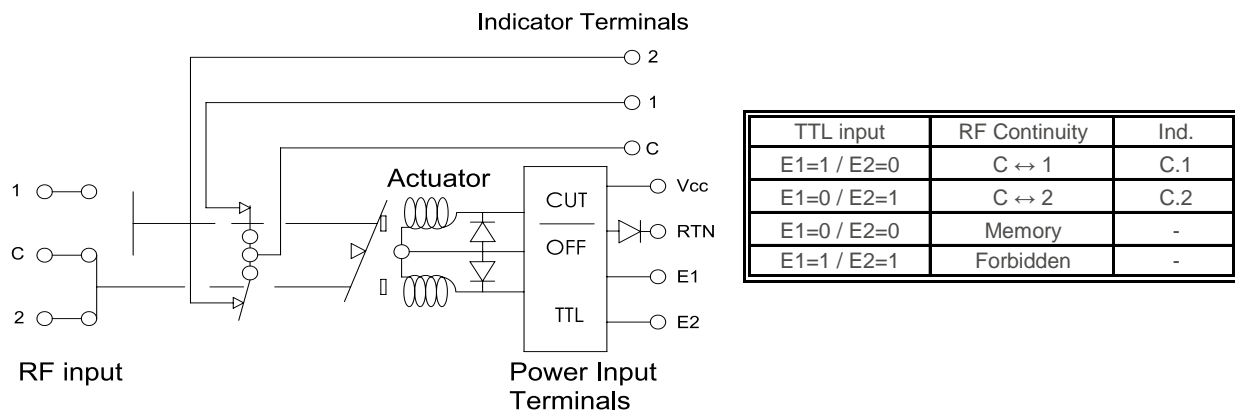 Indicator Terminals
2
1
C
Actuator
CUT
OFF
TTL
Vcc
RTN
E1
E2
1
C
2
RF input
Power Input
Terminals
TTL input RF Continuity Ind.
E1=1 / E2=0 C ↔ 1 C.1
E1=0 / E2=1 C ↔ 2 C.2
E1=0 / E2=0 Memory -
E1=1 / E2=1 Forbidden -